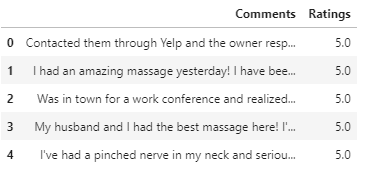 Comments Ratings
0 Contacted them through Yelp and the owner resp... 5.0
1 I had an amazing massage yesterday! I have bee... 5.0
2 Was in town for a work conference and realized... 5.0
3 My husband and I had the best massage here! I'... 5.0
4 I've had a pinched nerve in my neck and seriou... 5.0